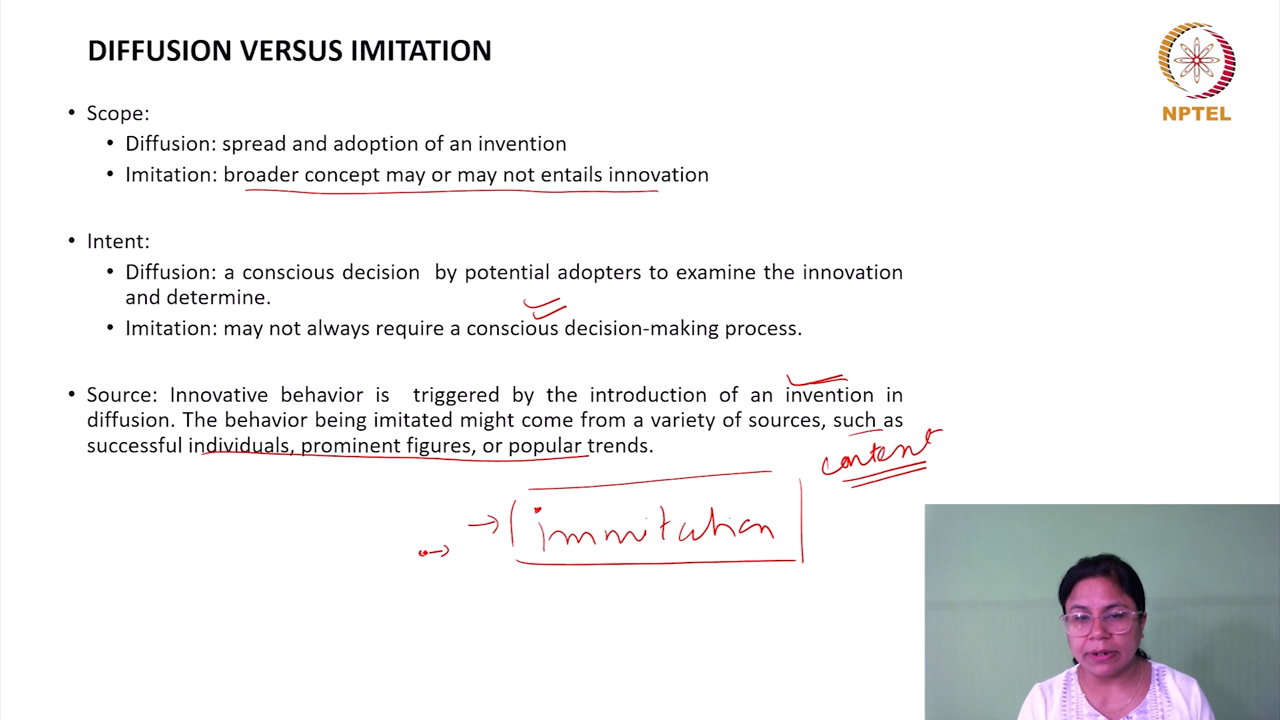 DIFFUSION VERSUS IMITATION
NPTEL
• Scope:
• Diffusion: spread and adoption of an invention
• Imitation: broader concept may or may not entails innovation
• Intent:
• Diffusion: a conscious decision by potential adopters to examine the innovation
and determine.
• Imitation: may not always require a conscious decision-making process.
• Source: Innovative behavior is triggered by the introduction of an invention in
diffusion. The behavior being imitated might come from a variety of sources, such as
successful individuals, prominent figures, or popular trends.
content
immitation